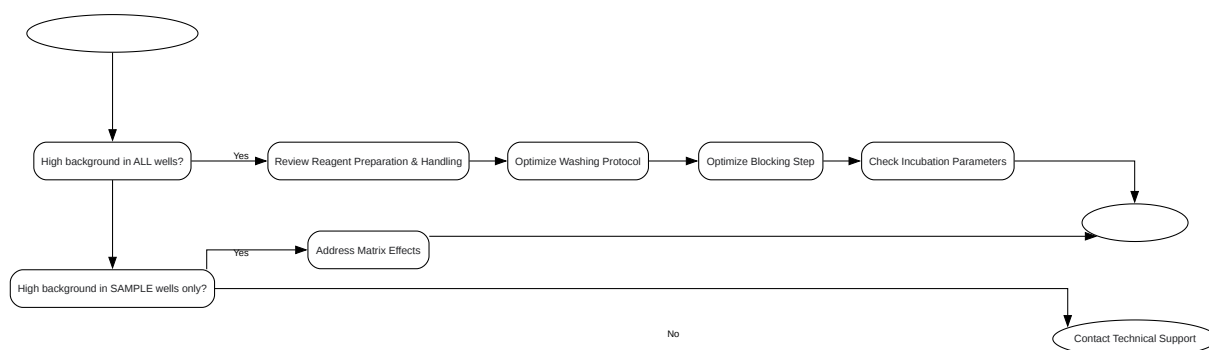 High background in ALL wells?
Yes
Review Reagent Preparation & Handling
Optimize Washing Protocol
Optimize Blocking Step
Check Incubation Parameters
Address Matrix Effects
Yes
High background in SAMPLE wells only?
No
Contact Technical Support